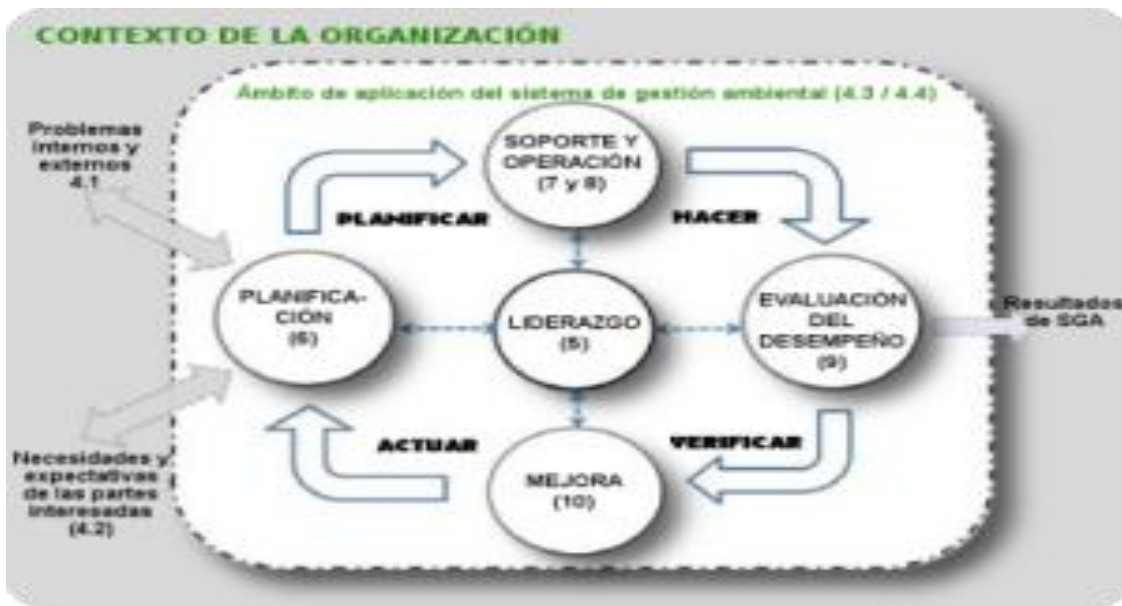 CONTEXTO DE LA ORGANIZACIÓN
Ámbito de aplicación del sistema de gestión ambiental (4.3 / 4.4)
Problemas
internos y
externos
4.1
SOPORTE Y
OPERACIÓN
(7 y 8)
PLANIFICAR
HACER
PLANIFICA-
CIÓN
(6)
LIDERAZGO
(5)
EVALUACIÓN
DEL
DESEMPEÑO
(9)
Resultados
de SGA
ACTUAR
VERIFICAR
Necesidades y
expectativas
de las partes
interesadas
(4.2)
MEJORA
(10)